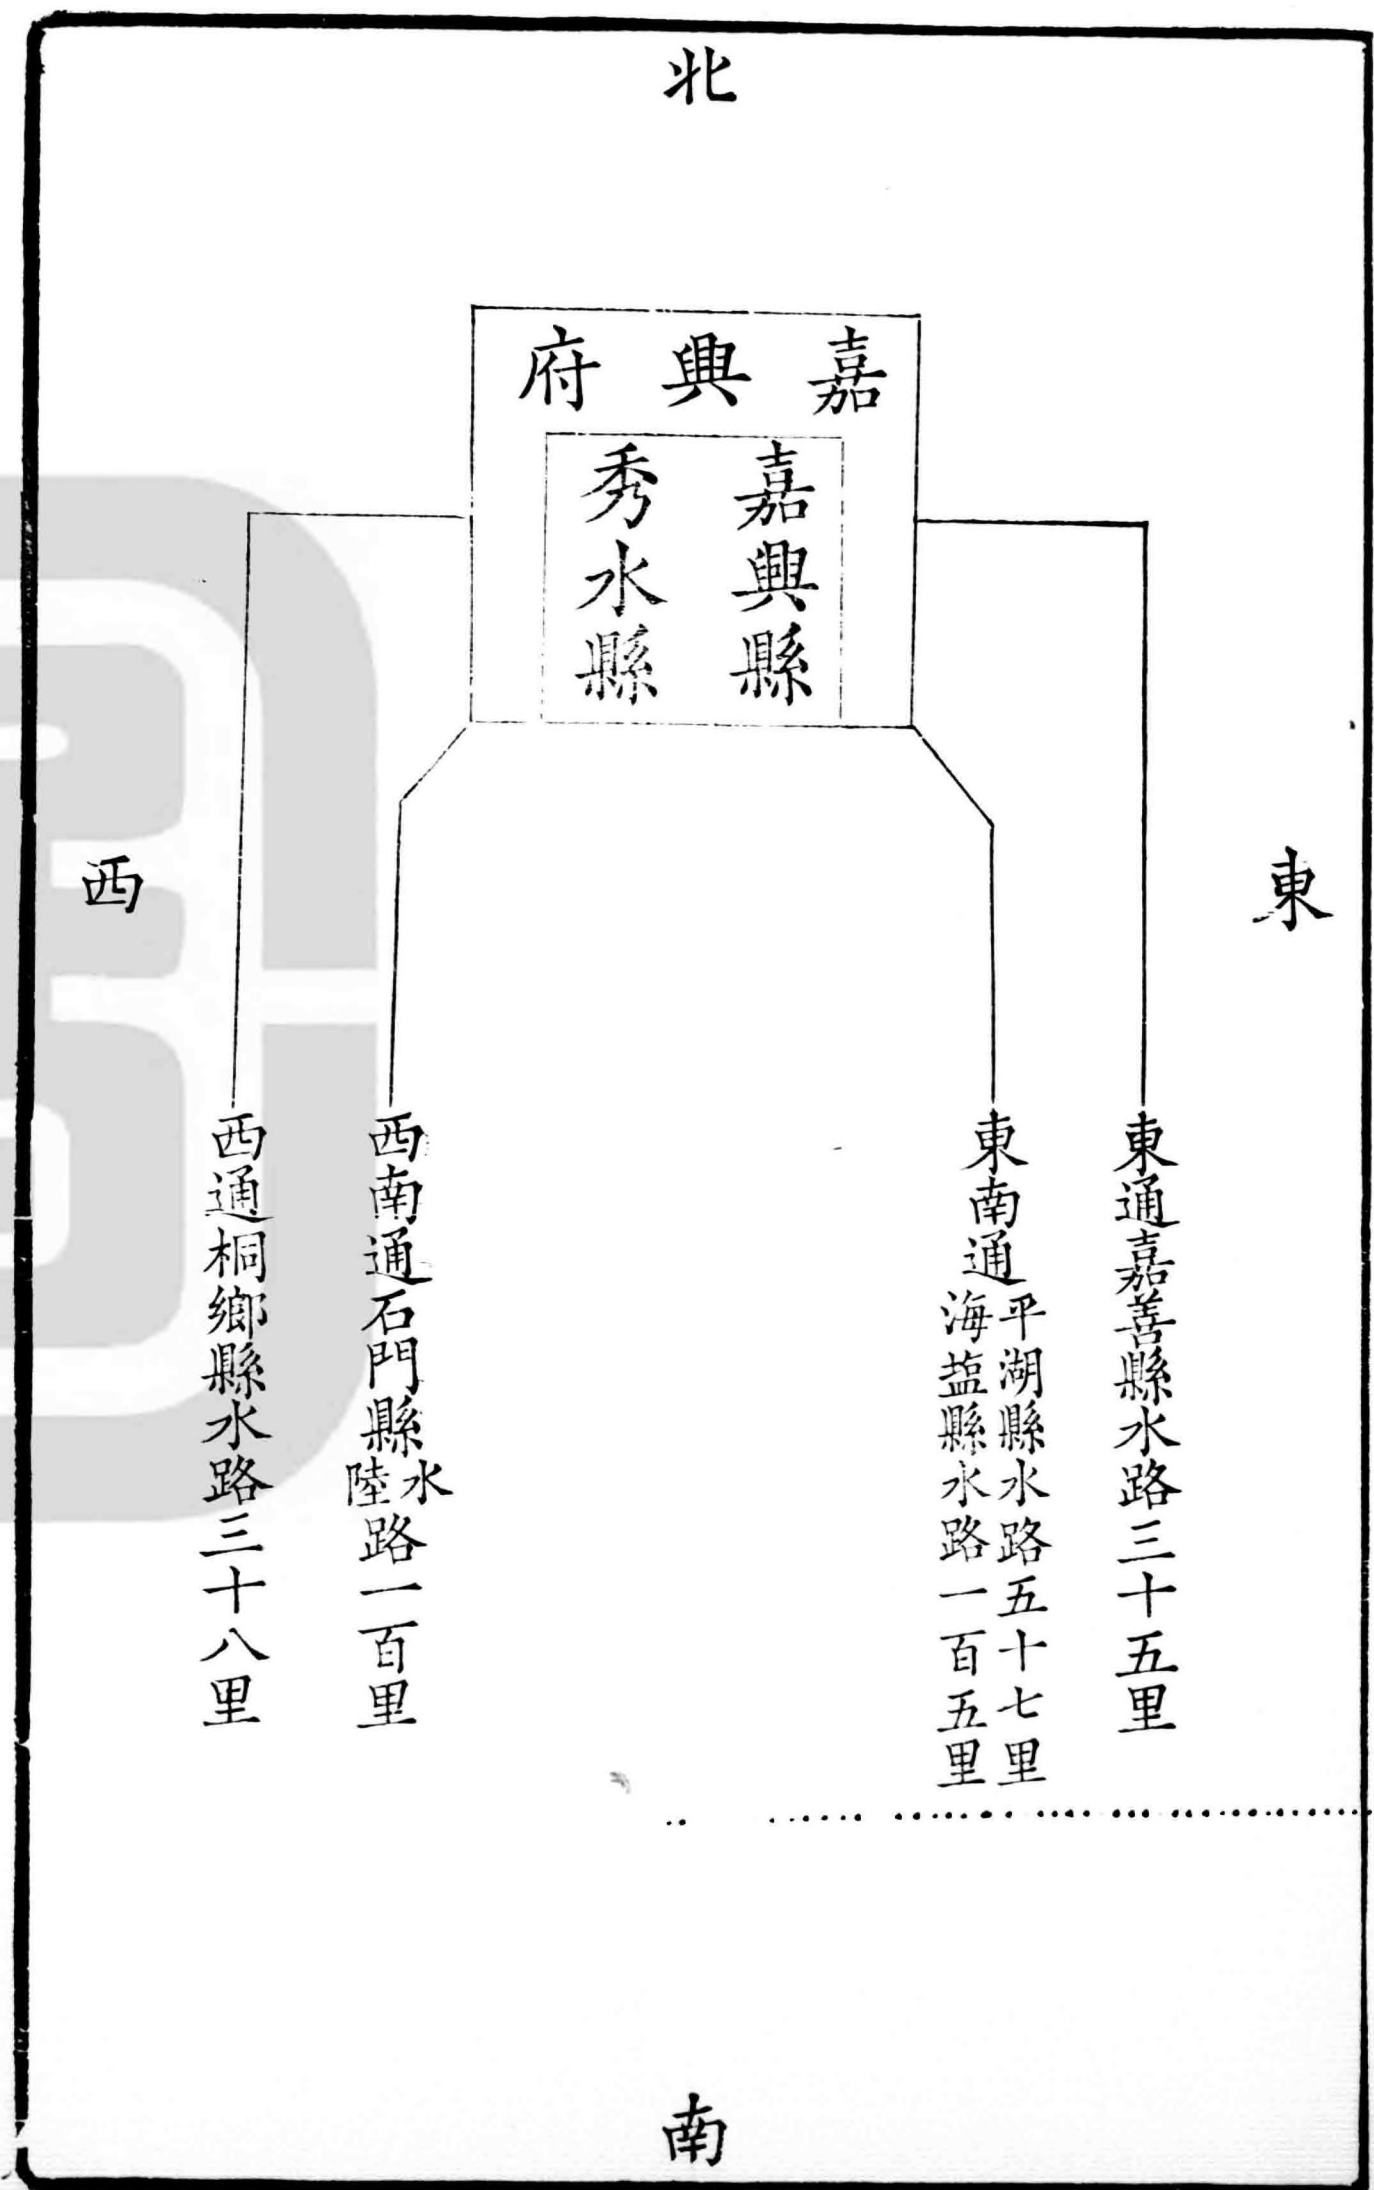 北
嘉興府
嘉興縣
秀水縣
東
西
東通嘉善縣水路三十五里
東南通
平湖縣水路五十七里
海塩縣水路一百五里
西南通石門縣水陸路一百里
西通桐鄉縣水路三十八里
南